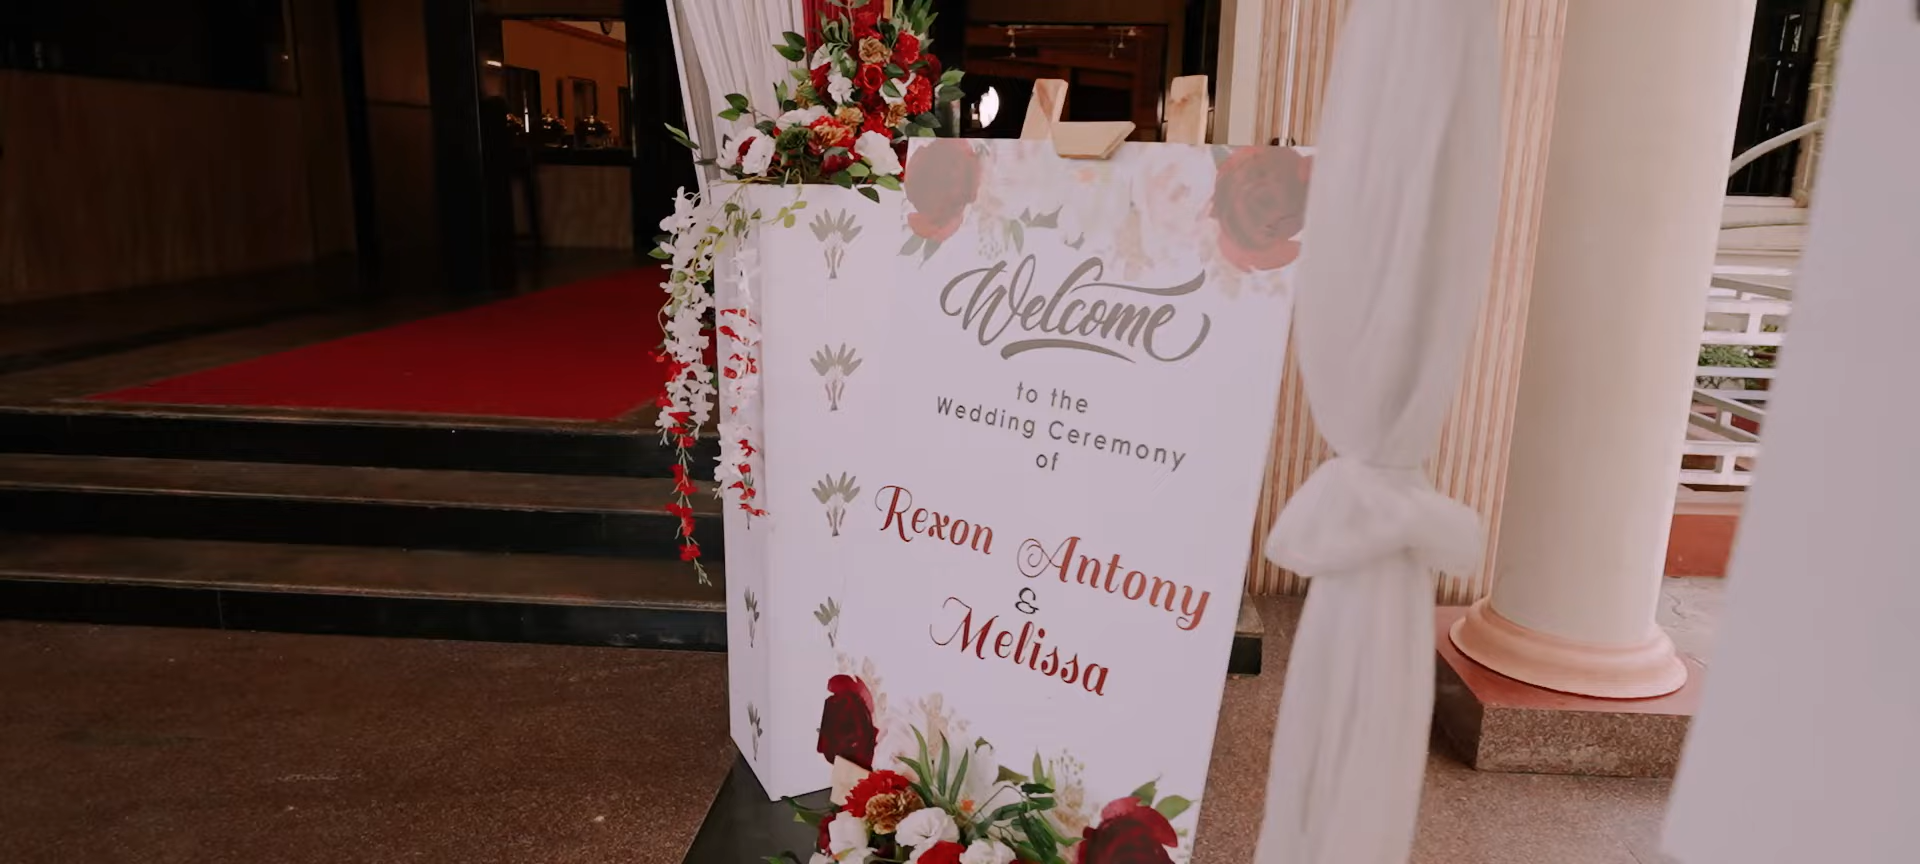 Welcome
to the
Wedding Ceremony
of
Rexon Antony
&
Melissa